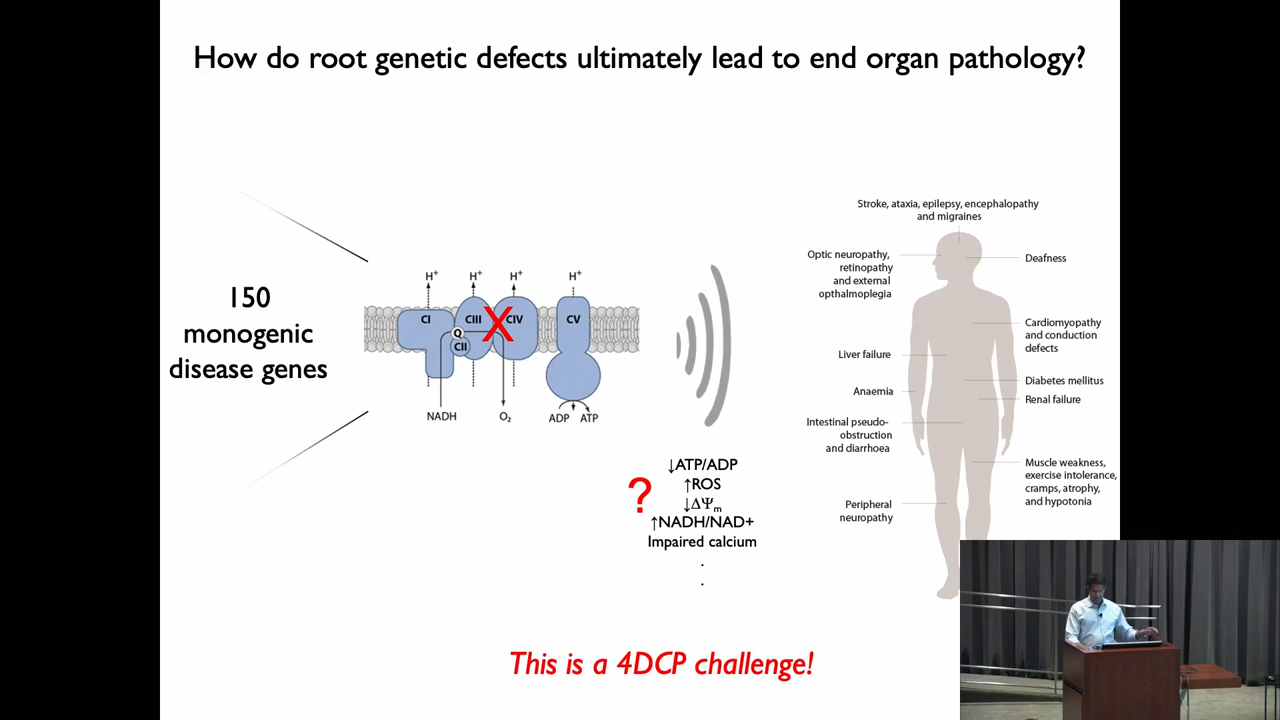 How do root genetic defects ultimately lead to end organ pathology?
150
monogenic
disease genes
H+ H+ H+ H+
CI CIII CIV CV
Q
CII
X
NADH O₂ ADP ATP
?
↓ATP/ADP
↑ROS
↓ΔΨm
↑NADH/NAD+
Impaired calcium
.
.
Stroke, ataxia, epilepsy, encephalopathy
and migraines
Optic neuropathy,
retinopathy
and external
opthalmoplegia
Deafness
Cardiomyopathy
and conduction
defects
Liver failure
Diabetes mellitus
Anaemia
Renal failure
Intestinal pseudo-
obstruction
and diarrhoea
Muscle weakness,
exercise intolerance,
cramps, atrophy,
and hypotonia
Peripheral
neuropathy
This is a 4DCP challenge!